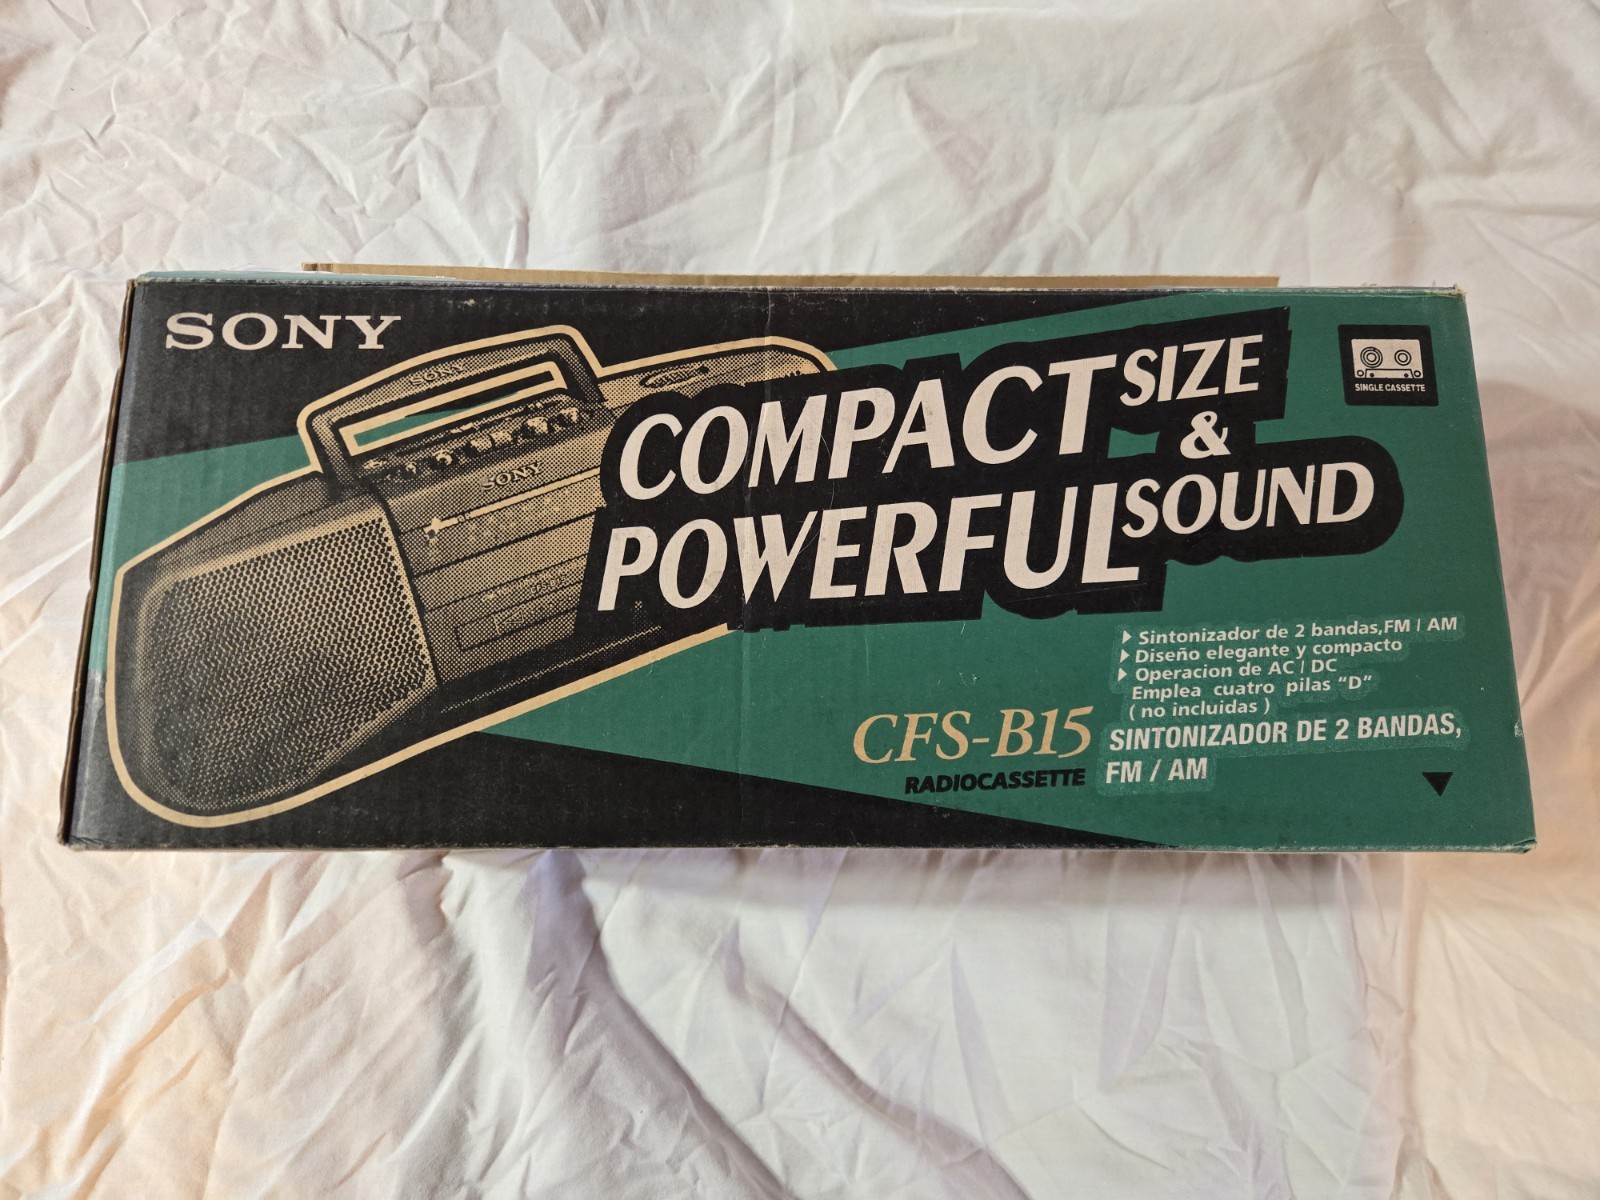 SONY
SONY
SONY
COMPACT SIZE
&
POWERFUL SOUND
SINGLE CASSETTE
▶ Sintonizador de 2 bandas,FM | AM
▶ Diseño elegante y compacto
▶ Operacion de AC | DC
Emplea cuatro pilas "D"
( no incluidas )
CFS-B15
RADIOCASSETTE
SINTONIZADOR DE 2 BANDAS,
FM / AM